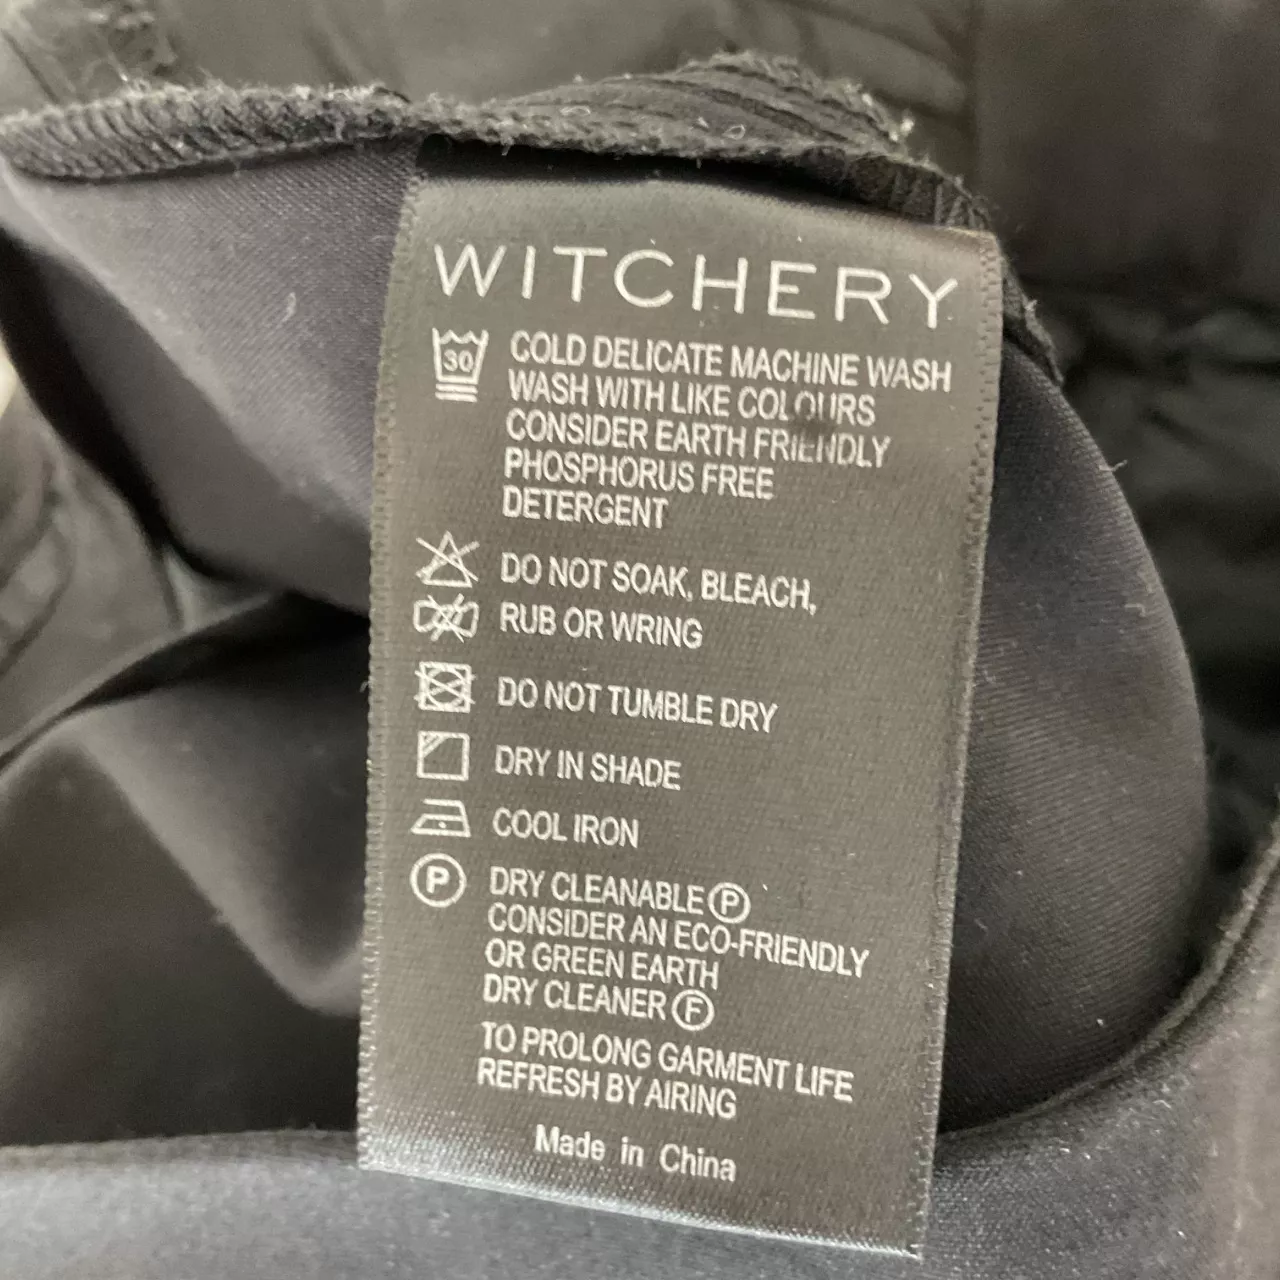 WITCHERY
30
COLD DELICATE MACHINE WASH
WASH WITH LIKE COLOURS
CONSIDER EARTH FRIENDLY
PHOSPHORUS FREE
DETERGENT
DO NOT SOAK, BLEACH,
RUB OR WRING
DO NOT TUMBLE DRY
DRY IN SHADE
COOL IRON
P
DRY CLEANABLE Ⓟ
CONSIDER AN ECO-FRIENDLY
OR GREEN EARTH
DRY CLEANER Ⓕ
TO PROLONG GARMENT LIFE
REFRESH BY AIRING
Made in China